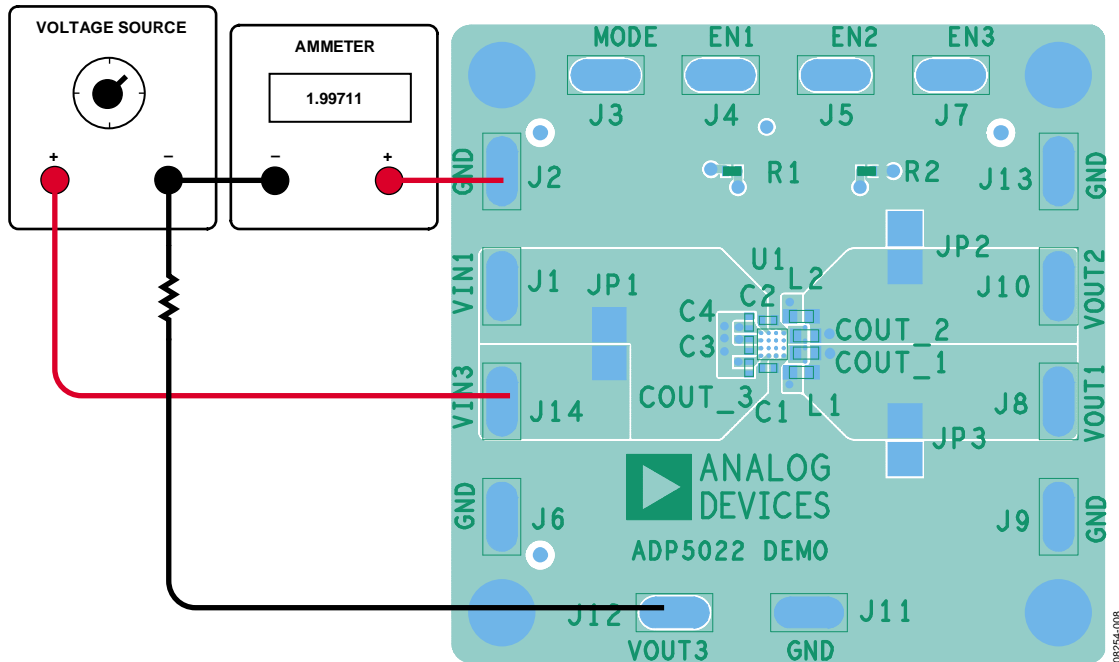 VOLTAGE SOURCE
+
−
AMMETER
1.99711
−
+
MODE
EN1
EN2
EN3
J3
J4
J5
J7
GND
J2
R1
R2
J13
GND
VIN1
J1
JP1
U1
L2
C2
C4
C3
JP2
J10
VOUT2
COUT_2
COUT_1
VIN3
J14
COUT_3
C1
L1
JP3
J8
VOUT1
ANALOG
DEVICES
GND
J6
ADP5022 DEMO
J9
GND
J12
VOUT3
J11
GND
08254-008